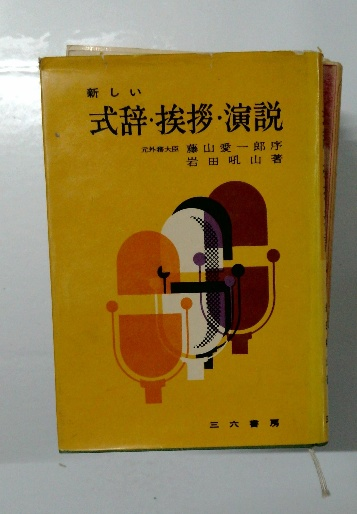 新しい
式辞・挨拶・演説
元外務大臣 藤山愛一郎序
岩田吼山著
三六書房